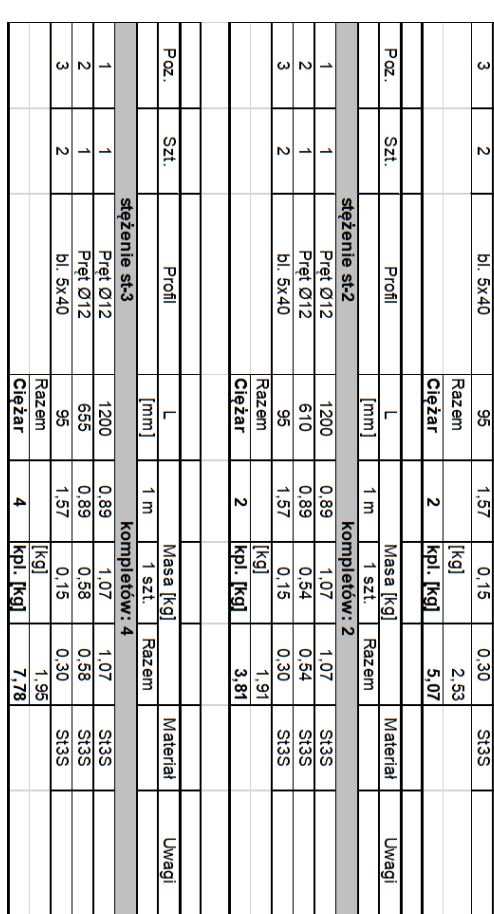 3 2 bl. 5x40 95 1,57 0,15 0,30 St3S
Razem [kg] 2,53
Ciężar 2 kpl. [kg] 5,07
Poz. Szt. Profil L Masa [kg] Materiał Uwagi
[mm] 1 m 1 szt. Razem
stężenie st-2 kompletów: 2
1 1 Pręt Ø12 1200 0,89 1,07 1,07 St3S
2 1 Pręt Ø12 610 0,89 0,54 0,54 St3S
3 2 bl. 5x40 95 1,57 0,15 0,30 St3S
Razem [kg] 1,91
Ciężar 2 kpl. [kg] 3,81
Poz. Szt. Profil L Masa [kg] Materiał Uwagi
[mm] 1 m 1 szt. Razem
stężenie st-3 kompletów: 4
1 1 Pręt Ø12 1200 0,89 1,07 1,07 St3S
2 1 Pręt Ø12 655 0,89 0,58 0,58 St3S
3 2 bl. 5x40 95 1,57 0,15 0,30 St3S
Razem [kg] 1,95
Ciężar 4 kpl. [kg] 7,78